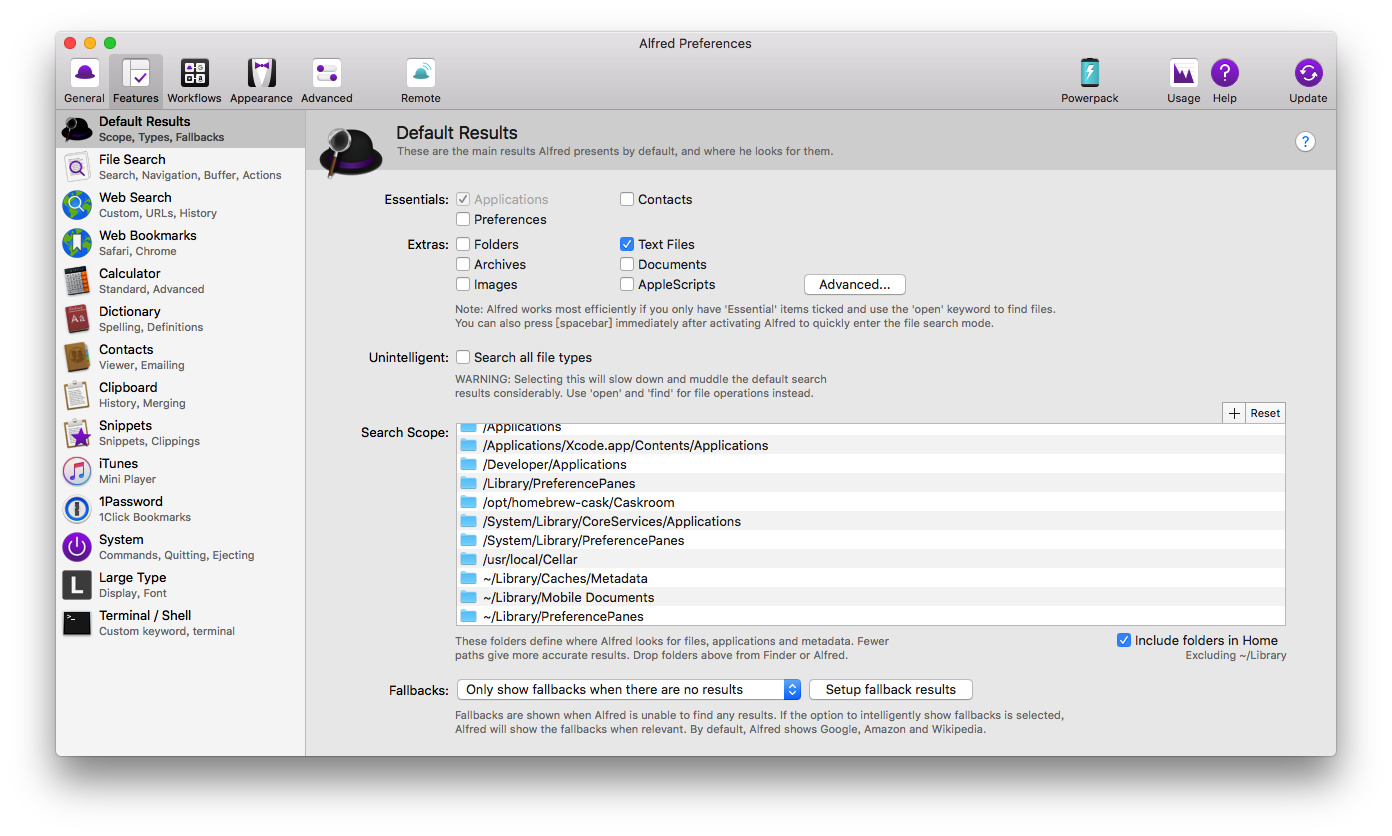 Alfred Preferences
General
Features
Workflows
Appearance
Advanced
Remote
Powerpack
Usage
Help
Update
Default Results
Scope, Types, Fallbacks
File Search
Search, Navigation, Buffer, Actions
Web Search
Custom, URLs, History
Web Bookmarks
Safari, Chrome
Calculator
Standard, Advanced
Dictionary
Spelling, Definitions
Contacts
Viewer, Emailing
Clipboard
History, Merging
Snippets
Snippets, Clippings
iTunes
Mini Player
1Password
1Click Bookmarks
System
Commands, Quitting, Ejecting
Large Type
Display, Font
Terminal / Shell
Custom keyword, terminal
Default Results
These are the main results Alfred presents by default, and where he looks for them.
?
Essentials:
Applications
Contacts
Preferences
Extras:
Folders
Text Files
Archives
Documents
Images
AppleScripts
Advanced...
Note: Alfred works most efficiently if you only have 'Essential' items ticked and use the 'open' keyword to find files.
You can also press [spacebar] immediately after activating Alfred to quickly enter the file search mode.
Unintelligent:
Search all file types
WARNING: Selecting this will slow down and muddle the default search
results considerably. Use 'open' and 'find' for file operations instead.
+
Reset
Search Scope:
/Applications
/Applications/Xcode.app/Contents/Applications
/Developer/Applications
/Library/PreferencePanes
/opt/homebrew-cask/Caskroom
/System/Library/CoreServices/Applications
/System/Library/PreferencePanes
/usr/local/Cellar
~/Library/Caches/Metadata
~/Library/Mobile Documents
~/Library/PreferencePanes
These folders define where Alfred looks for files, applications and metadata. Fewer
paths give more accurate results. Drop folders above from Finder or Alfred.
Include folders in Home
Excluding ~/Library
Fallbacks:
Only show fallbacks when there are no results
Setup fallback results
Fallbacks are shown when Alfred is unable to find any results. If the option to intelligently show fallbacks is selected,
Alfred will show the fallbacks when relevant. By default, Alfred shows Google, Amazon and Wikipedia.